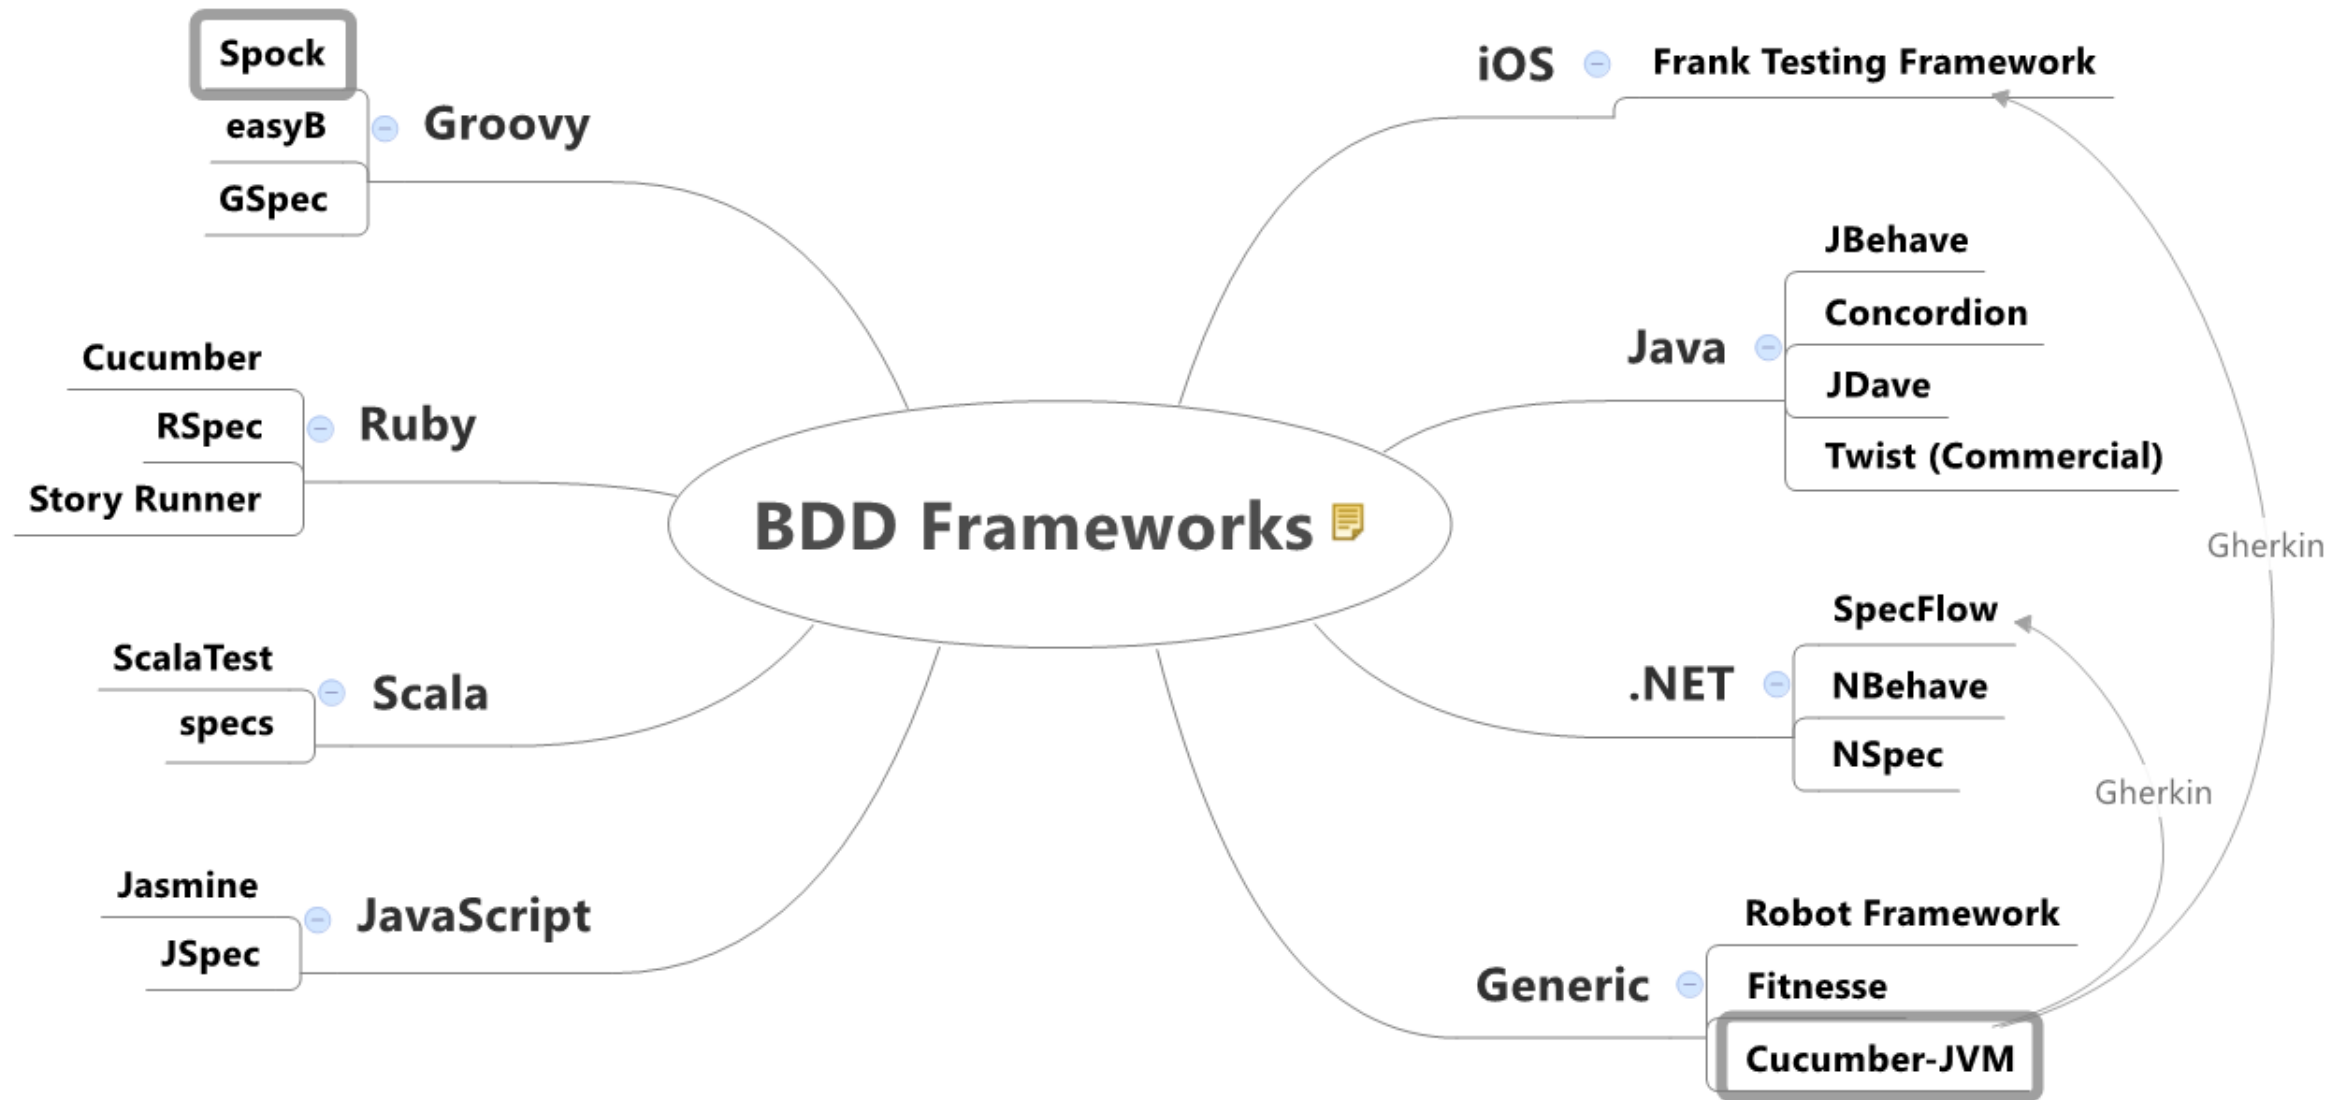 Spock
easyB
GSpec
Groovy
Cucumber
RSpec
Story Runner
Ruby
ScalaTest
specs
Scala
Jasmine
JSpec
JavaScript
BDD Frameworks
iOS
Frank Testing Framework
Java
JBehave
Concordion
JDave
Twist (Commercial)
Gherkin
.NET
SpecFlow
NBehave
NSpec
Gherkin
Generic
Robot Framework
Fitnesse
Cucumber-JVM